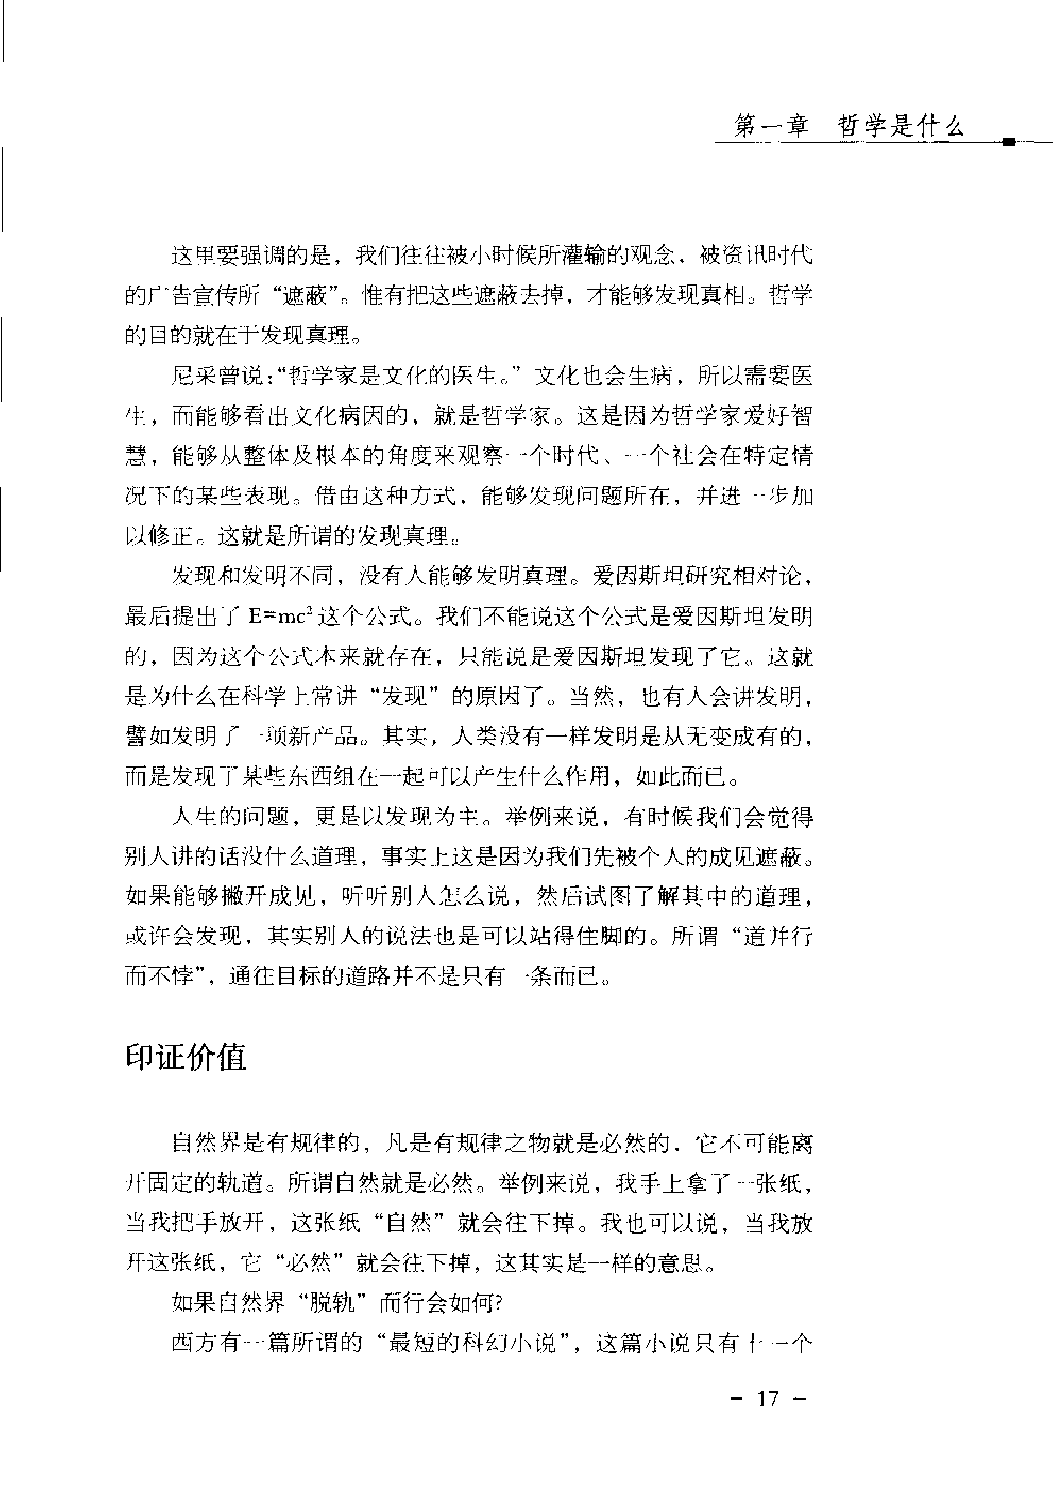 第一章 哲学是什么
这里要强调的是，我们往往被小时候所灌输的观念、被资讯时代
的广告宣传所“遮蔽”。惟有把这些遮蔽去掉，才能够发现真相。哲学
的目的就在于发现真理。
尼采曾说：“哲学家是文化的医生。”文化也会生病，所以需要医
生，而能够看出文化病因的，就是哲学家。这是因为哲学家爱好智
慧，能够从整体及根本的角度来观察一个时代、一个社会在特定情
况下的某些表现。借由这种方式，能够发现问题所在，并进一步加
以修正。这就是所谓的发现真理。
发现和发明不同，没有人能够发明真理。爱因斯坦研究相对论，
最后提出了 E=mc² 这个公式。我们不能说这个公式是爱因斯坦发明
的，因为这个公式本来就存在，只能说是爱因斯坦发现了它。这就
是为什么在科学上常讲“发现”的原因了。当然，也有人会讲发明，
譬如发明了一项新产品。其实，人类没有一样发明是从无变成有的，
而是发现了某些东西组在一起可以产生什么作用，如此而已。
人生的问题，更是以发现为主。举例来说，有时候我们会觉得
别人讲的话没什么道理，事实上这是因为我们先被个人的成见遮蔽。
如果能够撇开成见，听听别人怎么说，然后试图了解其中的道理，
或许会发现，其实别人的说法也是可以站得住脚的。所谓“道并行
而不悖”，通往目标的道路并不是只有一条而已。
印证价值
自然界是有规律的，凡是有规律之物就是必然的，它不可能离
开固定的轨道。所谓自然就是必然。举例来说，我手上拿了一张纸，
当我把手放开，这张纸“自然”就会往下掉。我也可以说，当我放
开这张纸，它“必然”就会往下掉，这其实是一样的意思。
如果自然界“脱轨”而行会如何?
西方有一篇所谓的“最短的科幻小说”，这篇小说只有十一个
- 17 -